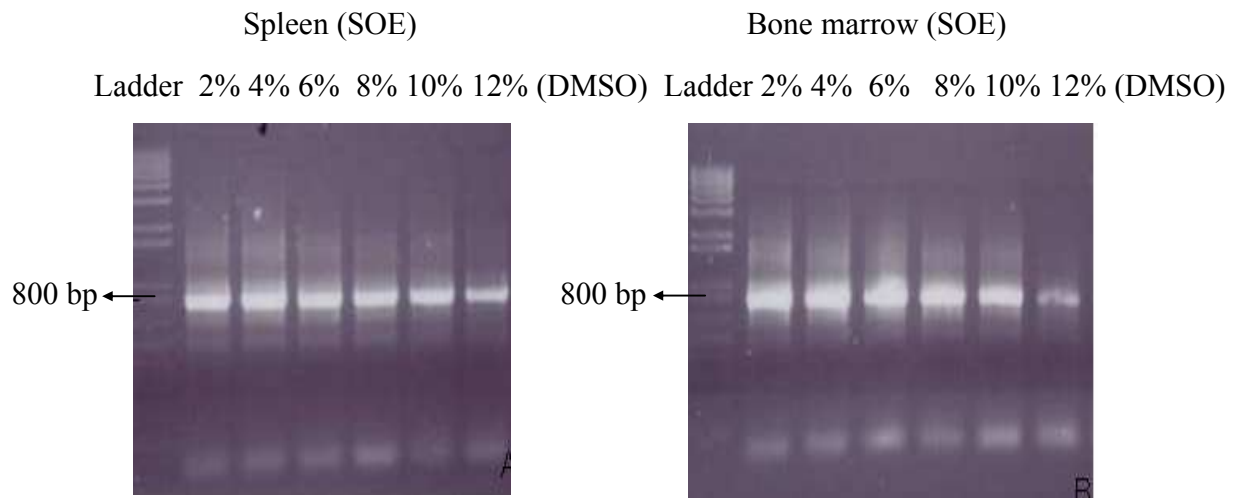 Spleen (SOE)
Bone marrow (SOE)
Ladder 2% 4% 6% 8% 10% 12% (DMSO)
Ladder 2% 4% 6% 8% 10% 12% (DMSO)
800 bp
800 bp
A
B